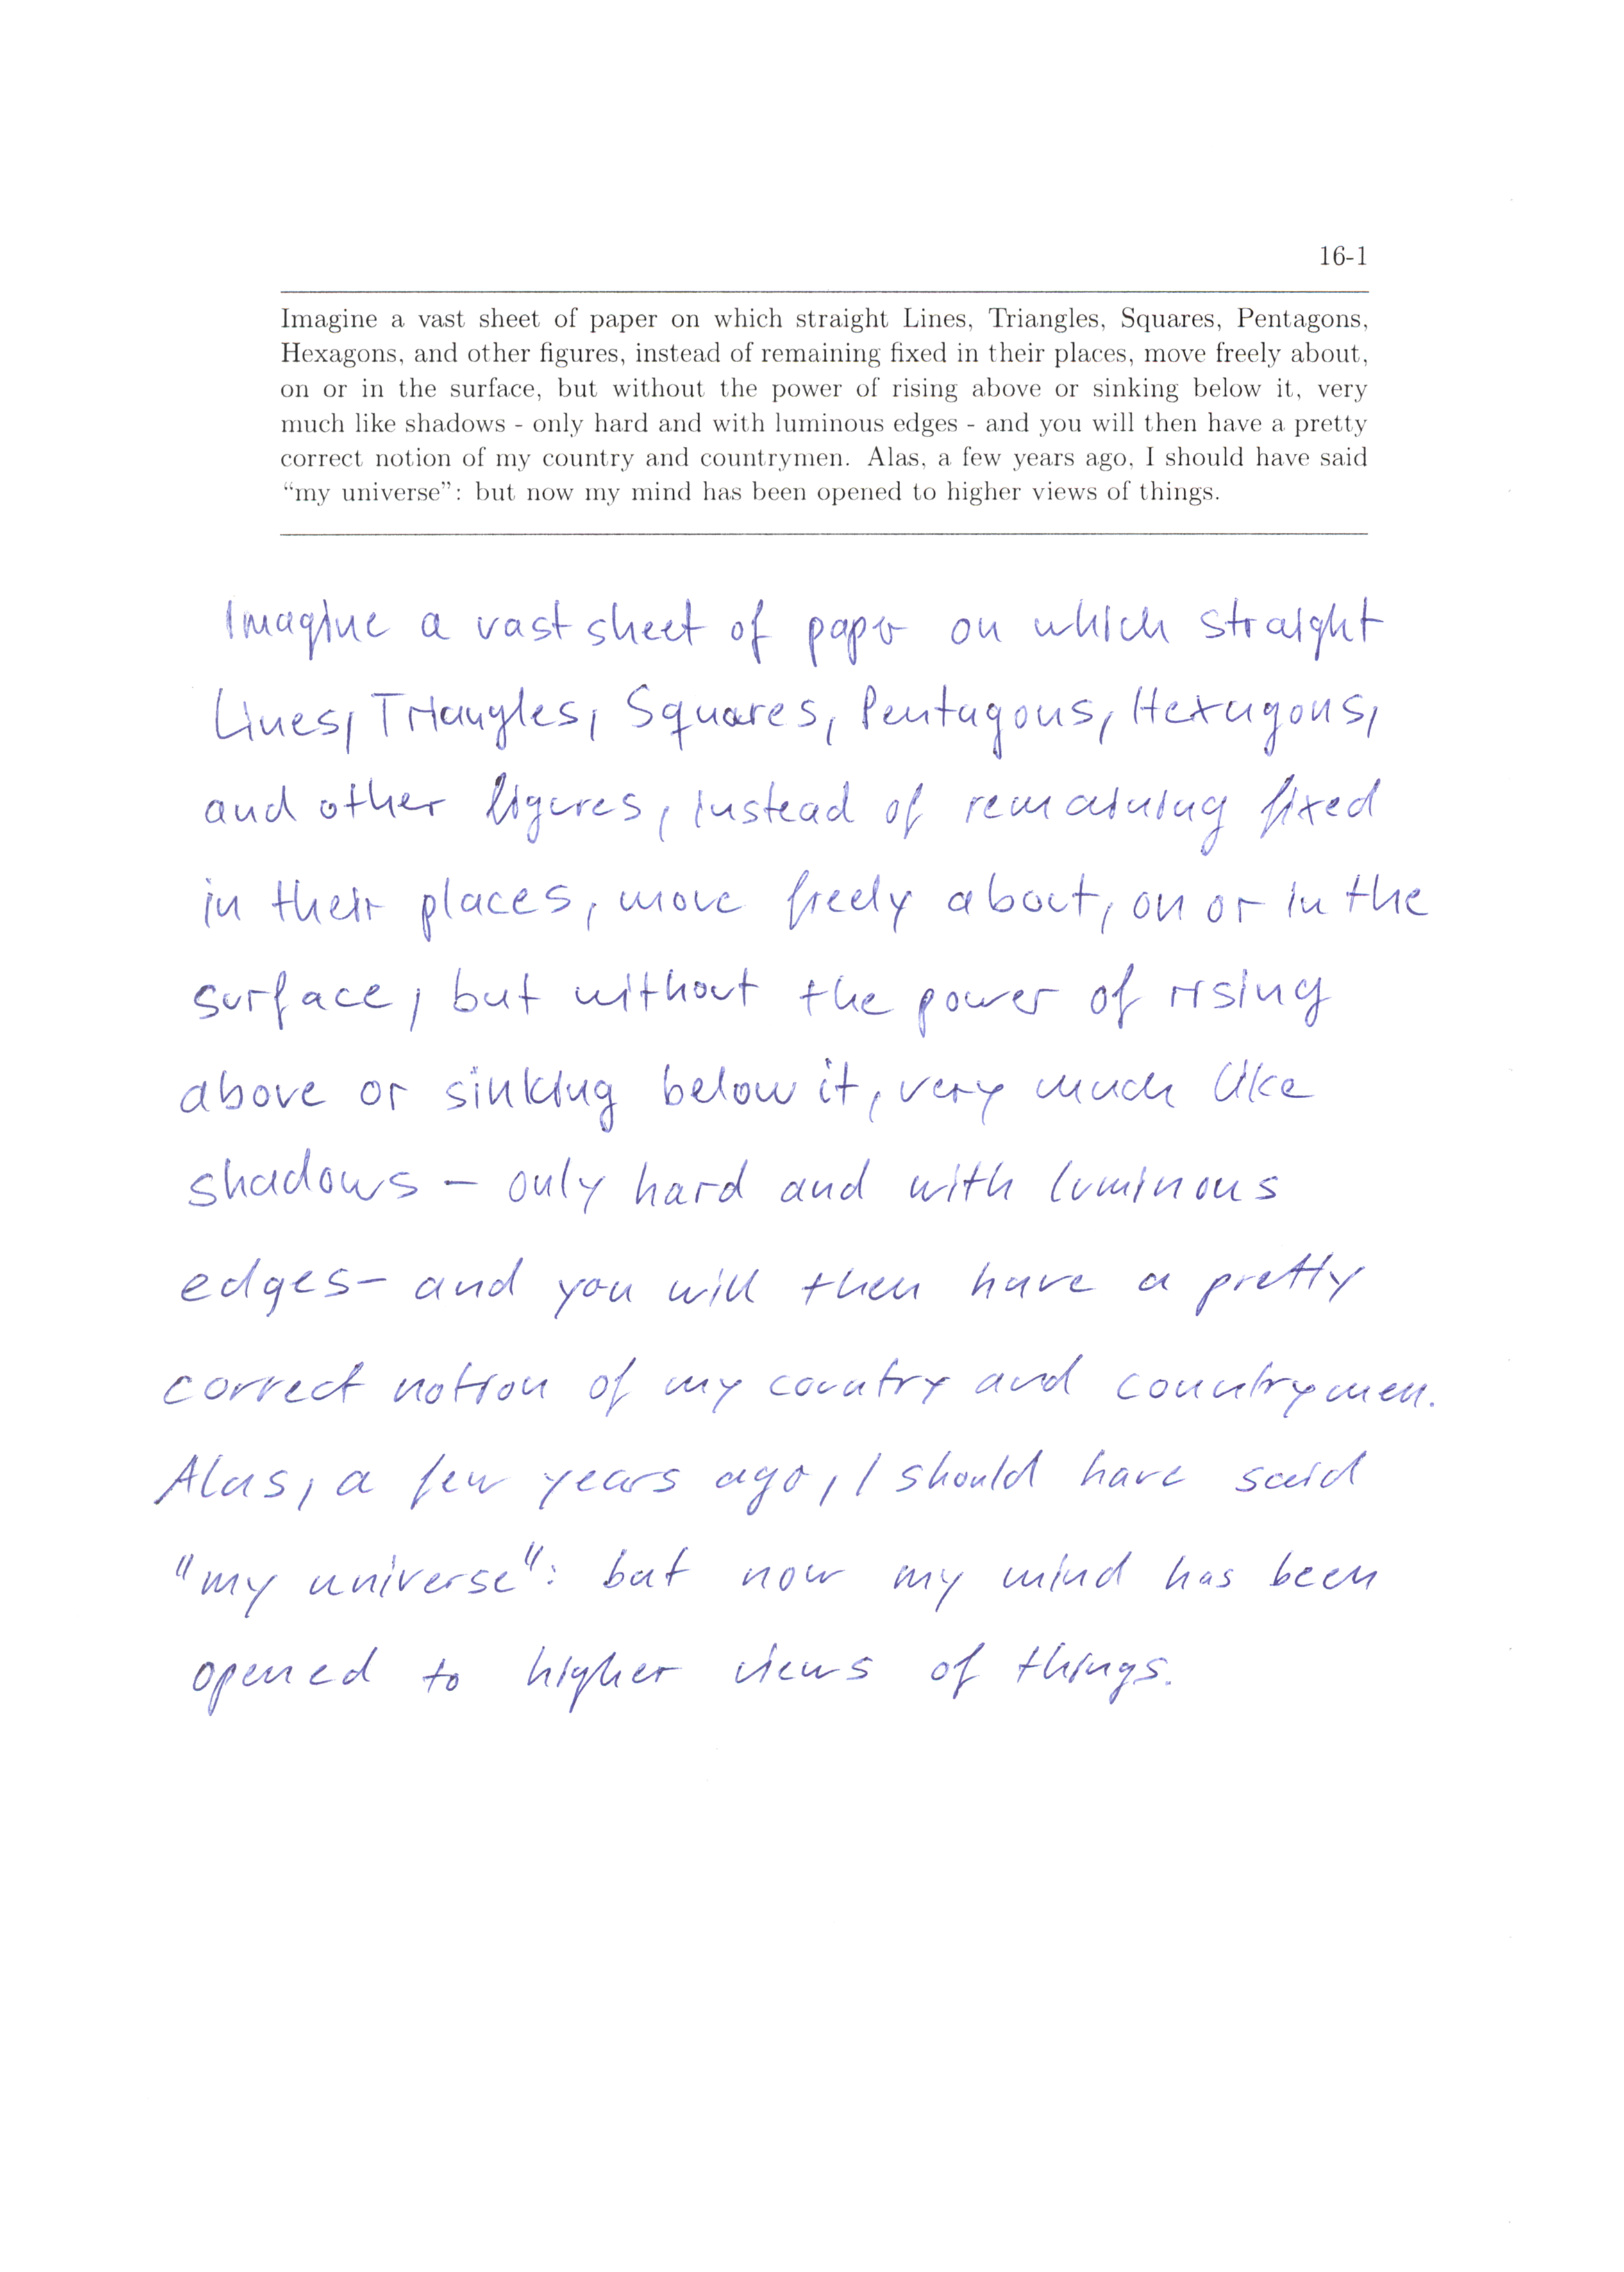 16-1
Imagine a vast sheet of paper on which straight Lines, Triangles, Squares, Pentagons,
Hexagons, and other figures, instead of remaining fixed in their places, move freely about,
on or in the surface, but without the power of rising above or sinking below it, very
much like shadows - only hard and with luminous edges - and you will then have a pretty
correct notion of my country and countrymen. Alas, a few years ago, I should have said
“my universe”: but now my mind has been opened to higher views of things.
Imagine a vast sheet of paper on which straight
Lines, Triangles, Squares, Pentagons, Hexagons,
and other figures, instead of remaining fixed
in their places, move freely about, on or in the
surface, but without the power of rising
above or sinking below it, very much like
shadows – only hard and with luminous
edges – and you will then have a pretty
correct notion of my country and countrymen.
Alas, a few years ago, I should have said
"my universe": but now my mind has been
opened to higher views of things.